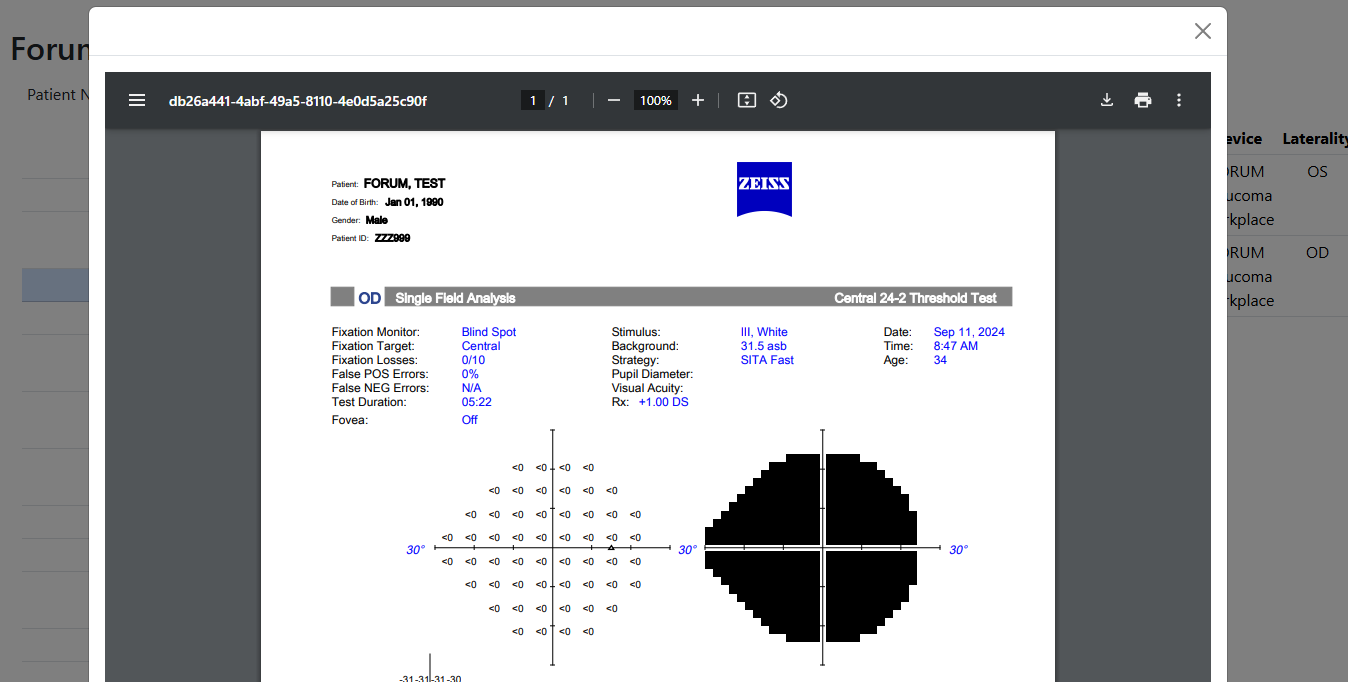 Forum
Patient N
evice Laterality
RUM OS
ucoma
rkplace
RUM OD
ucoma
rkplace
db26a441-4abf-49a5-8110-4e0d5a25c90f 1 / 1 100%
Patient: FORUM, TEST
Date of Birth: Jan 01, 1990
Gender: Male
Patient ID: ZZZ999
ZEISS
OD Single Field Analysis Central 24-2 Threshold Test
Fixation Monitor: Blind Spot Stimulus: III, White Date: Sep 11, 2024
Fixation Target: Central Background: 31.5 asb Time: 8:47 AM
Fixation Losses: 0/10 Strategy: SITA Fast Age: 34
False POS Errors: 0% Pupil Diameter:
False NEG Errors: N/A Visual Acuity:
Test Duration: 05:22 Rx: +1.00 DS
Fovea: Off
<0 <0 <0 <0
<0 <0 <0 <0 <0 <0
<0 <0 <0 <0 <0 <0 <0 <0
<0 <0 <0 <0 <0 <0 <0 <0 <0
30° 30° 30°
<0 <0 <0 <0 <0 <0 <0 <0 <0
<0 <0 <0 <0 <0 <0 <0 <0
<0 <0 <0 <0 <0 <0
<0 <0 <0 <0
-31 -31 -31 -30